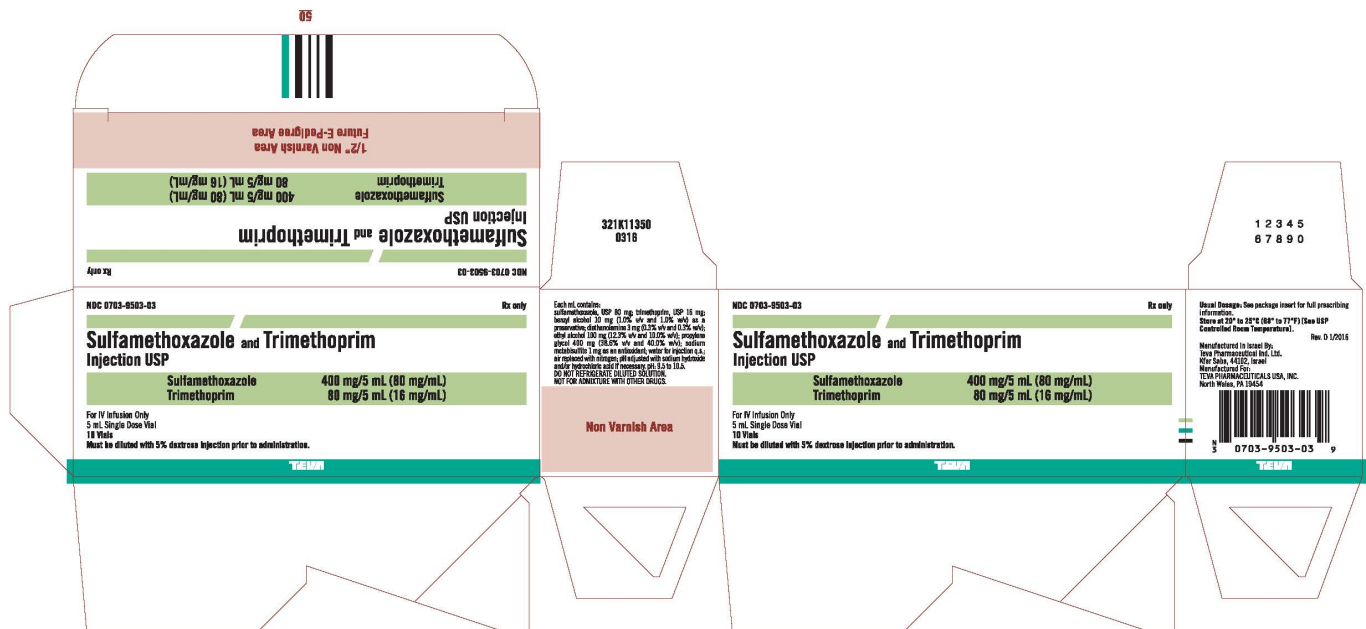 50
1/2" Non Varnish Area
Future E-Pedigree Area
Sulfamethoxazole 400 mg/5 mL (80 mg/mL)
Trimethoprim 80 mg/5 mL (16 mg/mL)
Sulfamethoxazole and Trimethoprim
Injection USP
NDC 0703-9503-03 Rx only
NDC 0703-9503-03 Rx only
Sulfamethoxazole and Trimethoprim
Injection USP
Sulfamethoxazole 400 mg/5 mL (80 mg/mL)
Trimethoprim 80 mg/5 mL (16 mg/mL)
For IV Infusion Only
5 mL Single Dose Vial
10 Vials
Must be diluted with 5% dextrose injection prior to administration.
TEVA
321K11350
0316
Each mL contains:
sulfamethoxazole, USP 80 mg; trimethoprim, USP 16 mg;
benzyl alcohol 10 mg (1.0% v/v and 1.0% w/v) as a
preservative; diethanolamine 3 mg (0.3% v/v and 0.3% w/v);
ethyl alcohol 100 mg (12.3% v/v and 10.0% w/v); propylene
glycol 400 mg (38.6% v/v and 40.0% w/v); sodium
metabisulfite 1 mg as an antioxidant; water for injection q.s.;
air replaced with nitrogen; pH adjusted with sodium hydroxide
and/or hydrochloric acid if necessary. pH: 9.5 to 10.5.
DO NOT REFRIGERATE DILUTED SOLUTION.
NOT FOR ADMIXTURE WITH OTHER DRUGS.
Non Varnish Area
NDC 0703-9503-03 Rx only
Sulfamethoxazole and Trimethoprim
Injection USP
Sulfamethoxazole 400 mg/5 mL (80 mg/mL)
Trimethoprim 80 mg/5 mL (16 mg/mL)
For IV Infusion Only
5 mL Single Dose Vial
10 Vials
Must be diluted with 5% dextrose injection prior to administration.
TEVA
1 2 3 4 5
6 7 8 9 0
Usual Dosage: See package insert for full prescribing
information.
Store at 20° to 25°C (68° to 77°F) [See USP
Controlled Room Temperature].
Rev. D 1/2016
Manufactured In Israel By:
Teva Pharmaceutical Ind. Ltd.
Kfar Saba, 44102, Israel
Manufactured For:
TEVA PHARMACEUTICALS USA, INC.
North Wales, PA 19454
N
3 0703-9503-03 9
TEVA